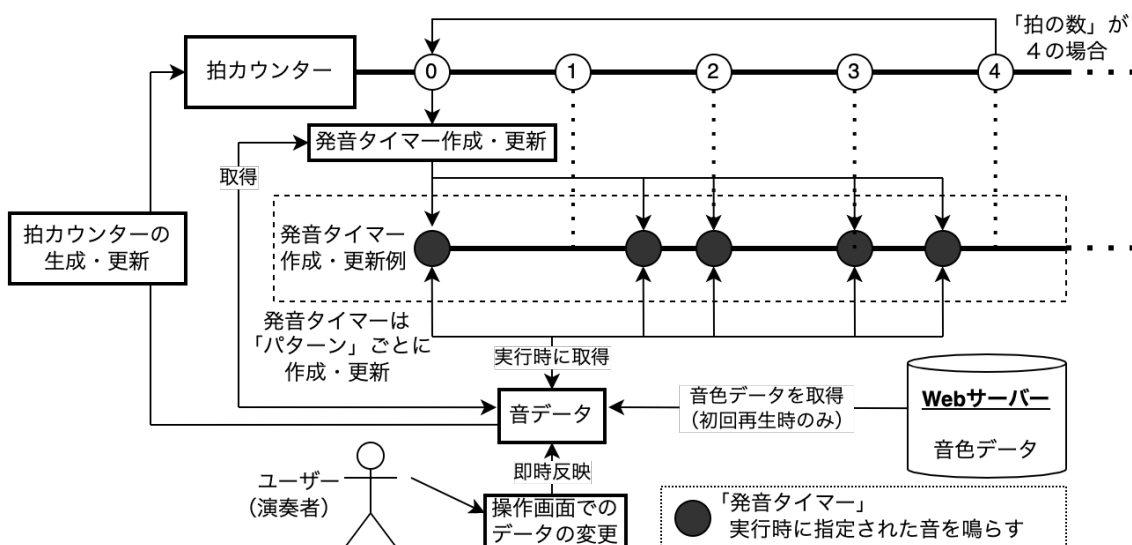 「拍の数」が
４の場合
拍カウンター
0
1
2
3
4
発音タイマー作成・更新
取得
拍カウンターの
生成・更新
発音タイマー
作成・更新例
発音タイマーは
「パターン」ごとに
作成・更新
実行時に取得
音データ
音色データを取得
（初回再生時のみ）
Webサーバー
音色データ
即時反映
ユーザー
（演奏者）
操作画面での
データの変更
「発音タイマー」
実行時に指定された音を鳴らす